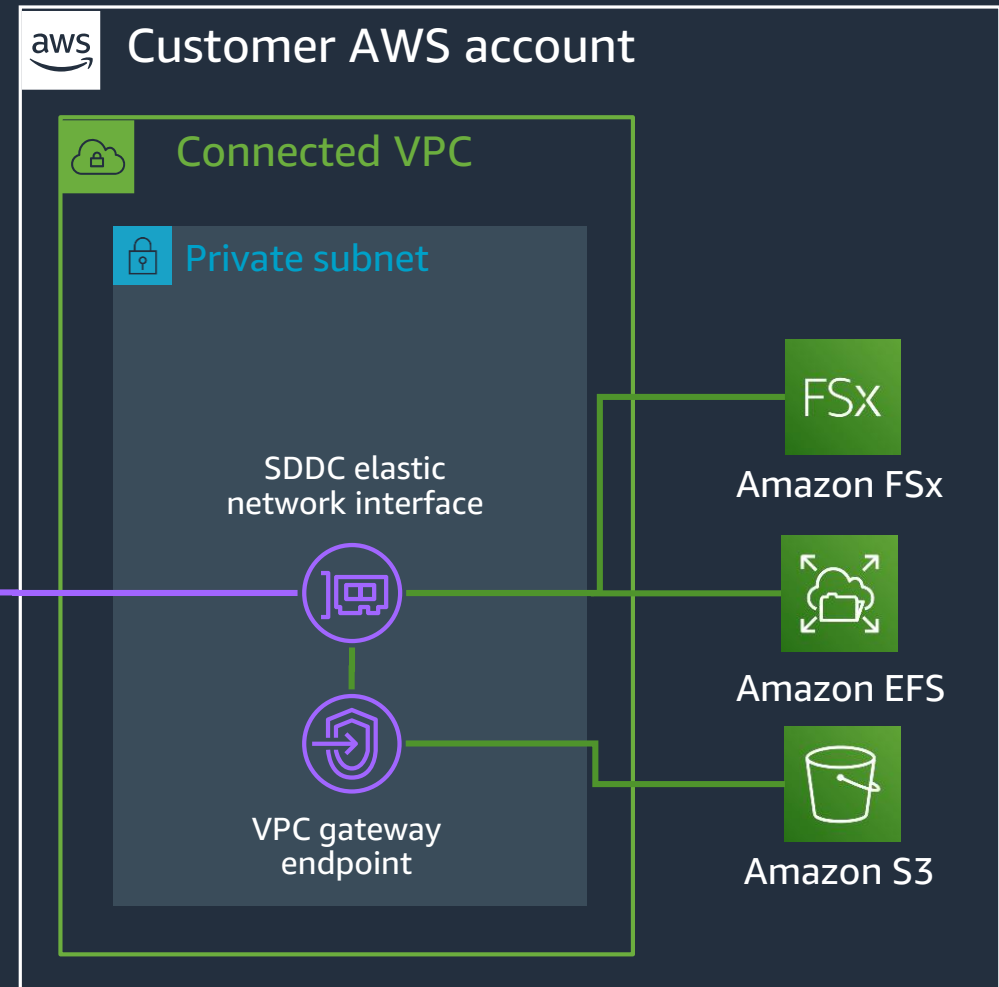 aws
Customer AWS account
Connected VPC
Private subnet
SDDC elastic
network interface
VPC gateway
endpoint
FSx
Amazon FSx
Amazon EFS
Amazon S3